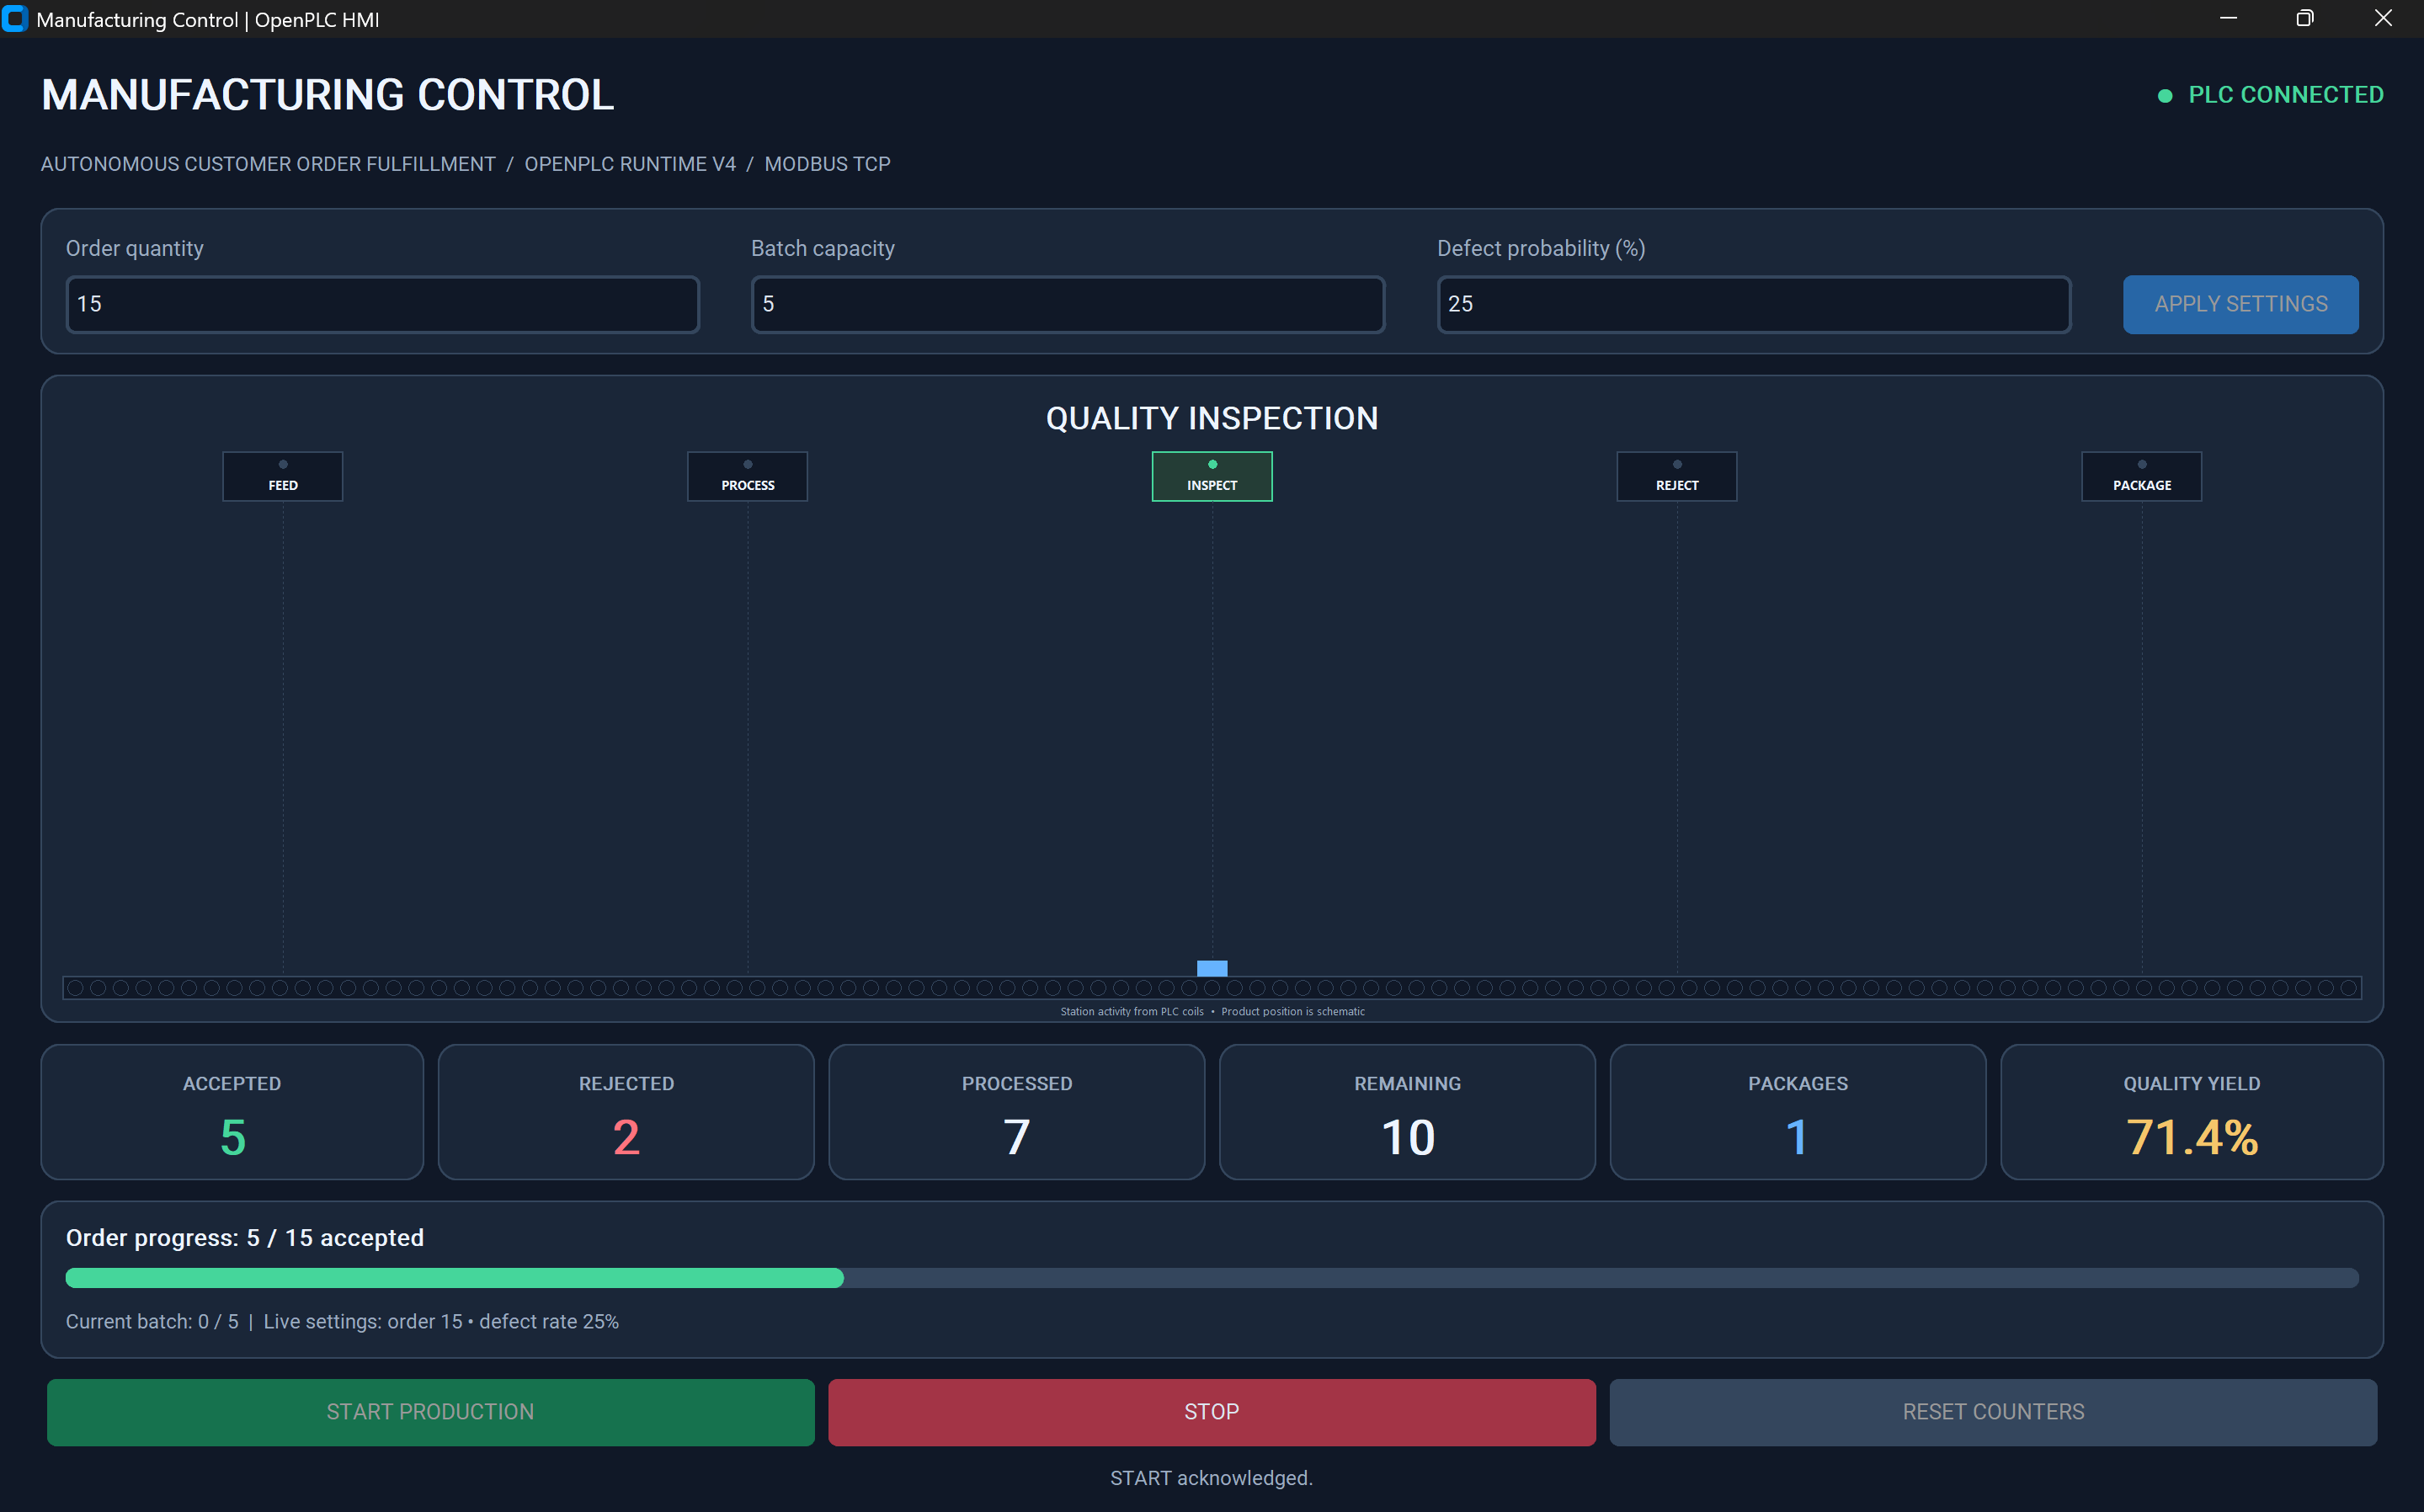 Manufacturing Control | OpenPLC HMI
MANUFACTURING CONTROL
PLC CONNECTED
AUTONOMOUS CUSTOMER ORDER FULFILLMENT / OPENPLC RUNTIME V4 / MODBUS TCP
Order quantity
Batch capacity
Defect probability (%)
15
5
25
APPLY SETTINGS
QUALITY INSPECTION
FEED
PROCESS
INSPECT
REJECT
PACKAGE
Station activity from PLC coils • Product position is schematic
ACCEPTED
REJECTED
PROCESSED
REMAINING
PACKAGES
QUALITY YIELD
5
2
7
10
1
71.4%
Order progress: 5 / 15 accepted
Current batch: 0 / 5 | Live settings: order 15 • defect rate 25%
START PRODUCTION
STOP
RESET COUNTERS
START acknowledged.